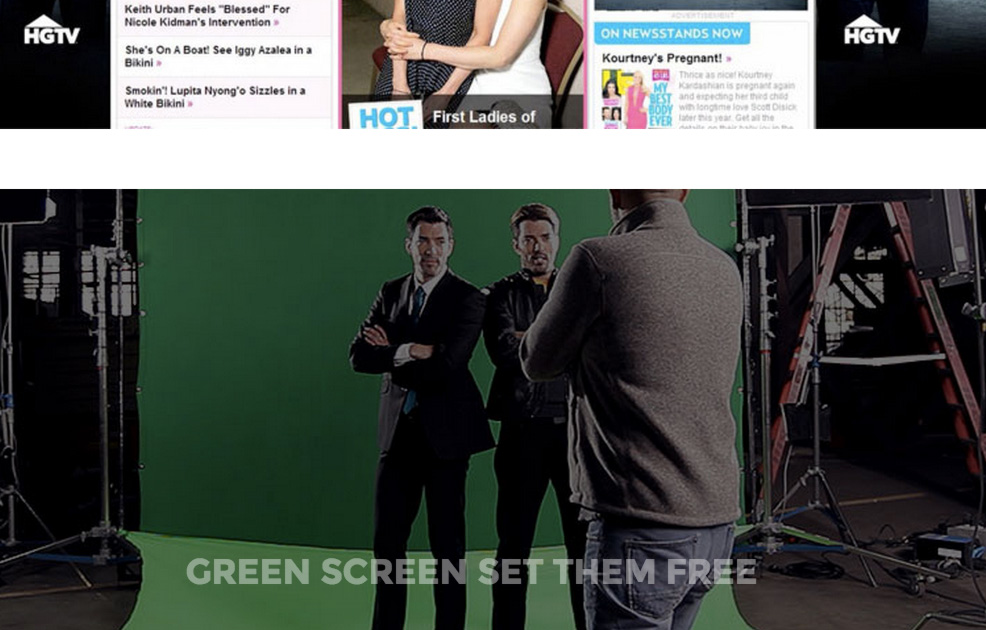 HGTV
Keith Urban Feels "Blessed" For
Nicole Kidman's Intervention »
She's On A Boat! See Iggy Azalea in a
Bikini »
Smokin'! Lupita Nyong'o Sizzles in a
White Bikini »
HOT
First Ladies of
ADVERTISEMENT
ON NEWSSTANDS NOW
Kourtney's Pregnant! »
MY
BEST
BODY
EVER
Thrice as nice! Kourtney
Kardashian is pregnant again
and expecting her third child
with longtime love Scott Disick
later this year. Get all the
details on their baby joy in the
HGTV
GREEN SCREEN SET THEM FREE